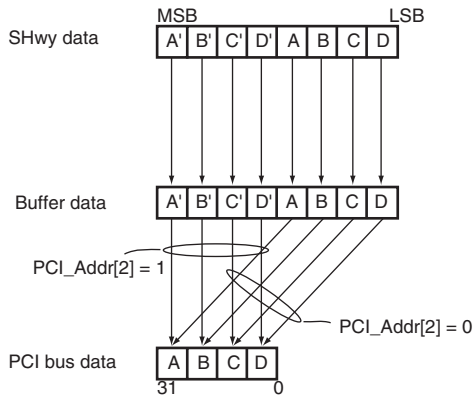 MSB LSB
SHwy data A' B' C' D' A B C D
Buffer data A' B' C' D' A B C D
PCI_Addr[2] = 1
PCI_Addr[2] = 0
PCI bus data A B C D
31 0